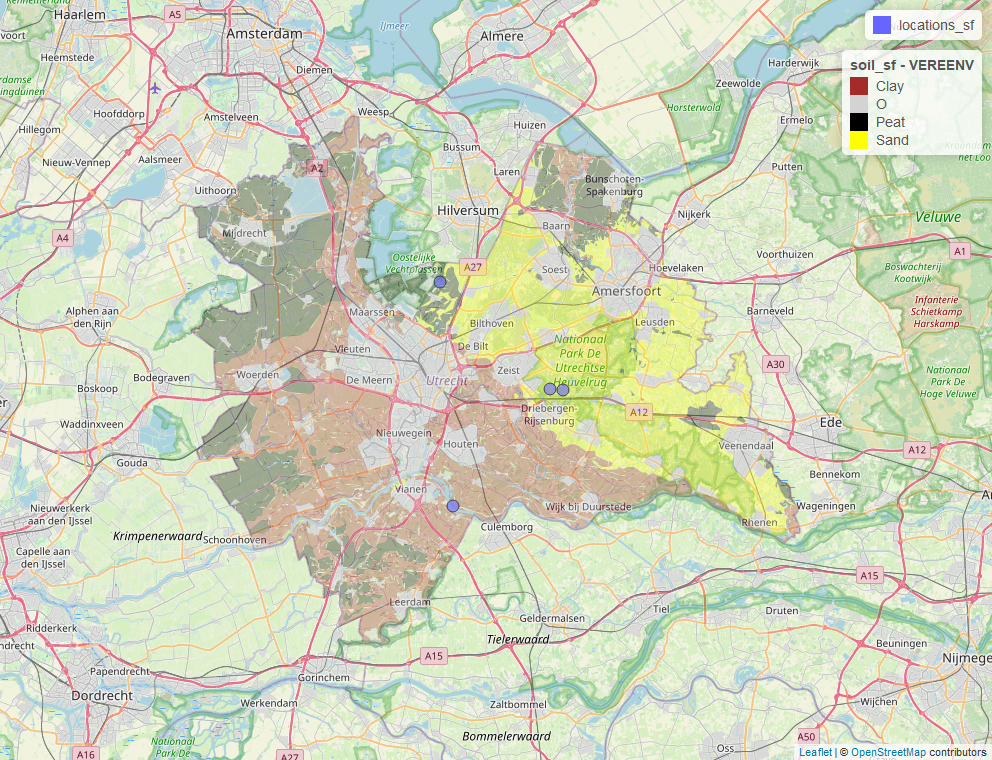 Kennemerland
Haarlem
A5
IJmeer
locations_sf
Amsterdam
Almere
voort
Heemstede
soil_sf - VEREENV
Clay
O
Peat
Sand
Diemen
Harderwijk
Zeewolde
Hoofddorp
Amstelveen
Weesp
Horsterwold
Ermelo
Hillegom
Huizen
Nieuw-Vennep
Aalsmeer
Bussum
A2
Laren
Putten
Bunschoten-
Spakenburg
Uithoorn
Hilversum
Nijkerk
Veluwe
Mijdrecht
Baarn
A4
A1
Oostelijke
Vechtplassen
A27
Soest
Hoevelaken
Voorthuizen
Boswachterij
Kootwijk
Amersfoort
Infanterie
Schietkamp
Harskamp
Alphen aan
den Rijn
Maarssen
Bilthoven
Leusden
Barneveld
De Bilt
Nationaal
Park De
Utrechtse
Heuvelrug
Vleuten
Woerden
De Meern
Utrecht
Zeist
A30
Nationaal
Park De
Hoge Veluwe
Bodegraven
Boskoop
Waddinxveen
Driebergen-
Rijsenburg
A12
Ede
Nieuwegein
Houten
Veenendaal
A12
Gouda
Bennekom
Vianen
Nieuwerkerk
aan den IJssel
Wijk bij Duurstede
Wageningen
Rhenen
Krimpenerwaard
Schoonhoven
Culemborg
Capelle aan
den IJssel
A15
Leerdam
Geldermalsen
Tiel
Druten
Ridderkerk
Tielerwaard
Beuningen
A15
Papendrecht
Gorinchem
Nijmege
Dordrecht
Werkendam
Zaltbommel
Wijchen
Bommelerwaard
A50
Nationaal
Park De
Oss
A16
A27
Leaflet | © OpenStreetMap contributors